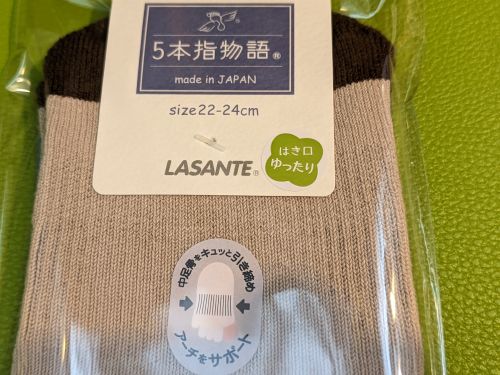 5本指物語®
made in JAPAN
size22-24cm
LASANTE®
はき口
ゆったり
中足骨をキュッと引き締め
アーチをサポート